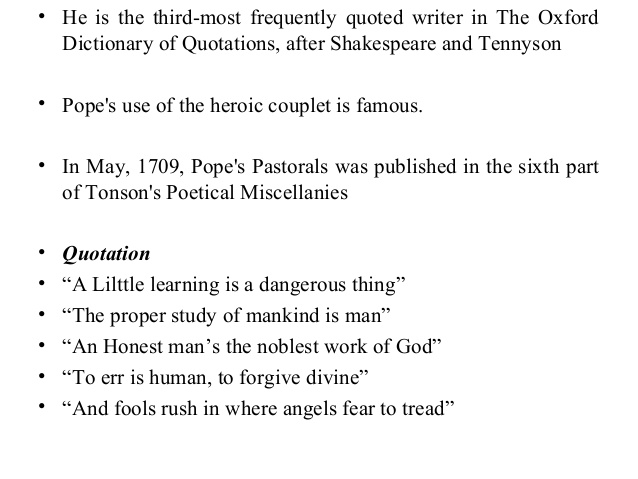 • He is the third-most frequently quoted writer in The Oxford
Dictionary of Quotations, after Shakespeare and Tennyson
• Pope's use of the heroic couplet is famous.
• In May, 1709, Pope's Pastorals was published in the sixth part
of Tonson's Poetical Miscellanies
• Quotation
• “A Lilttle learning is a dangerous thing”
• “The proper study of mankind is man”
• “An Honest man’s the noblest work of God”
• “To err is human, to forgive divine”
• “And fools rush in where angels fear to tread”